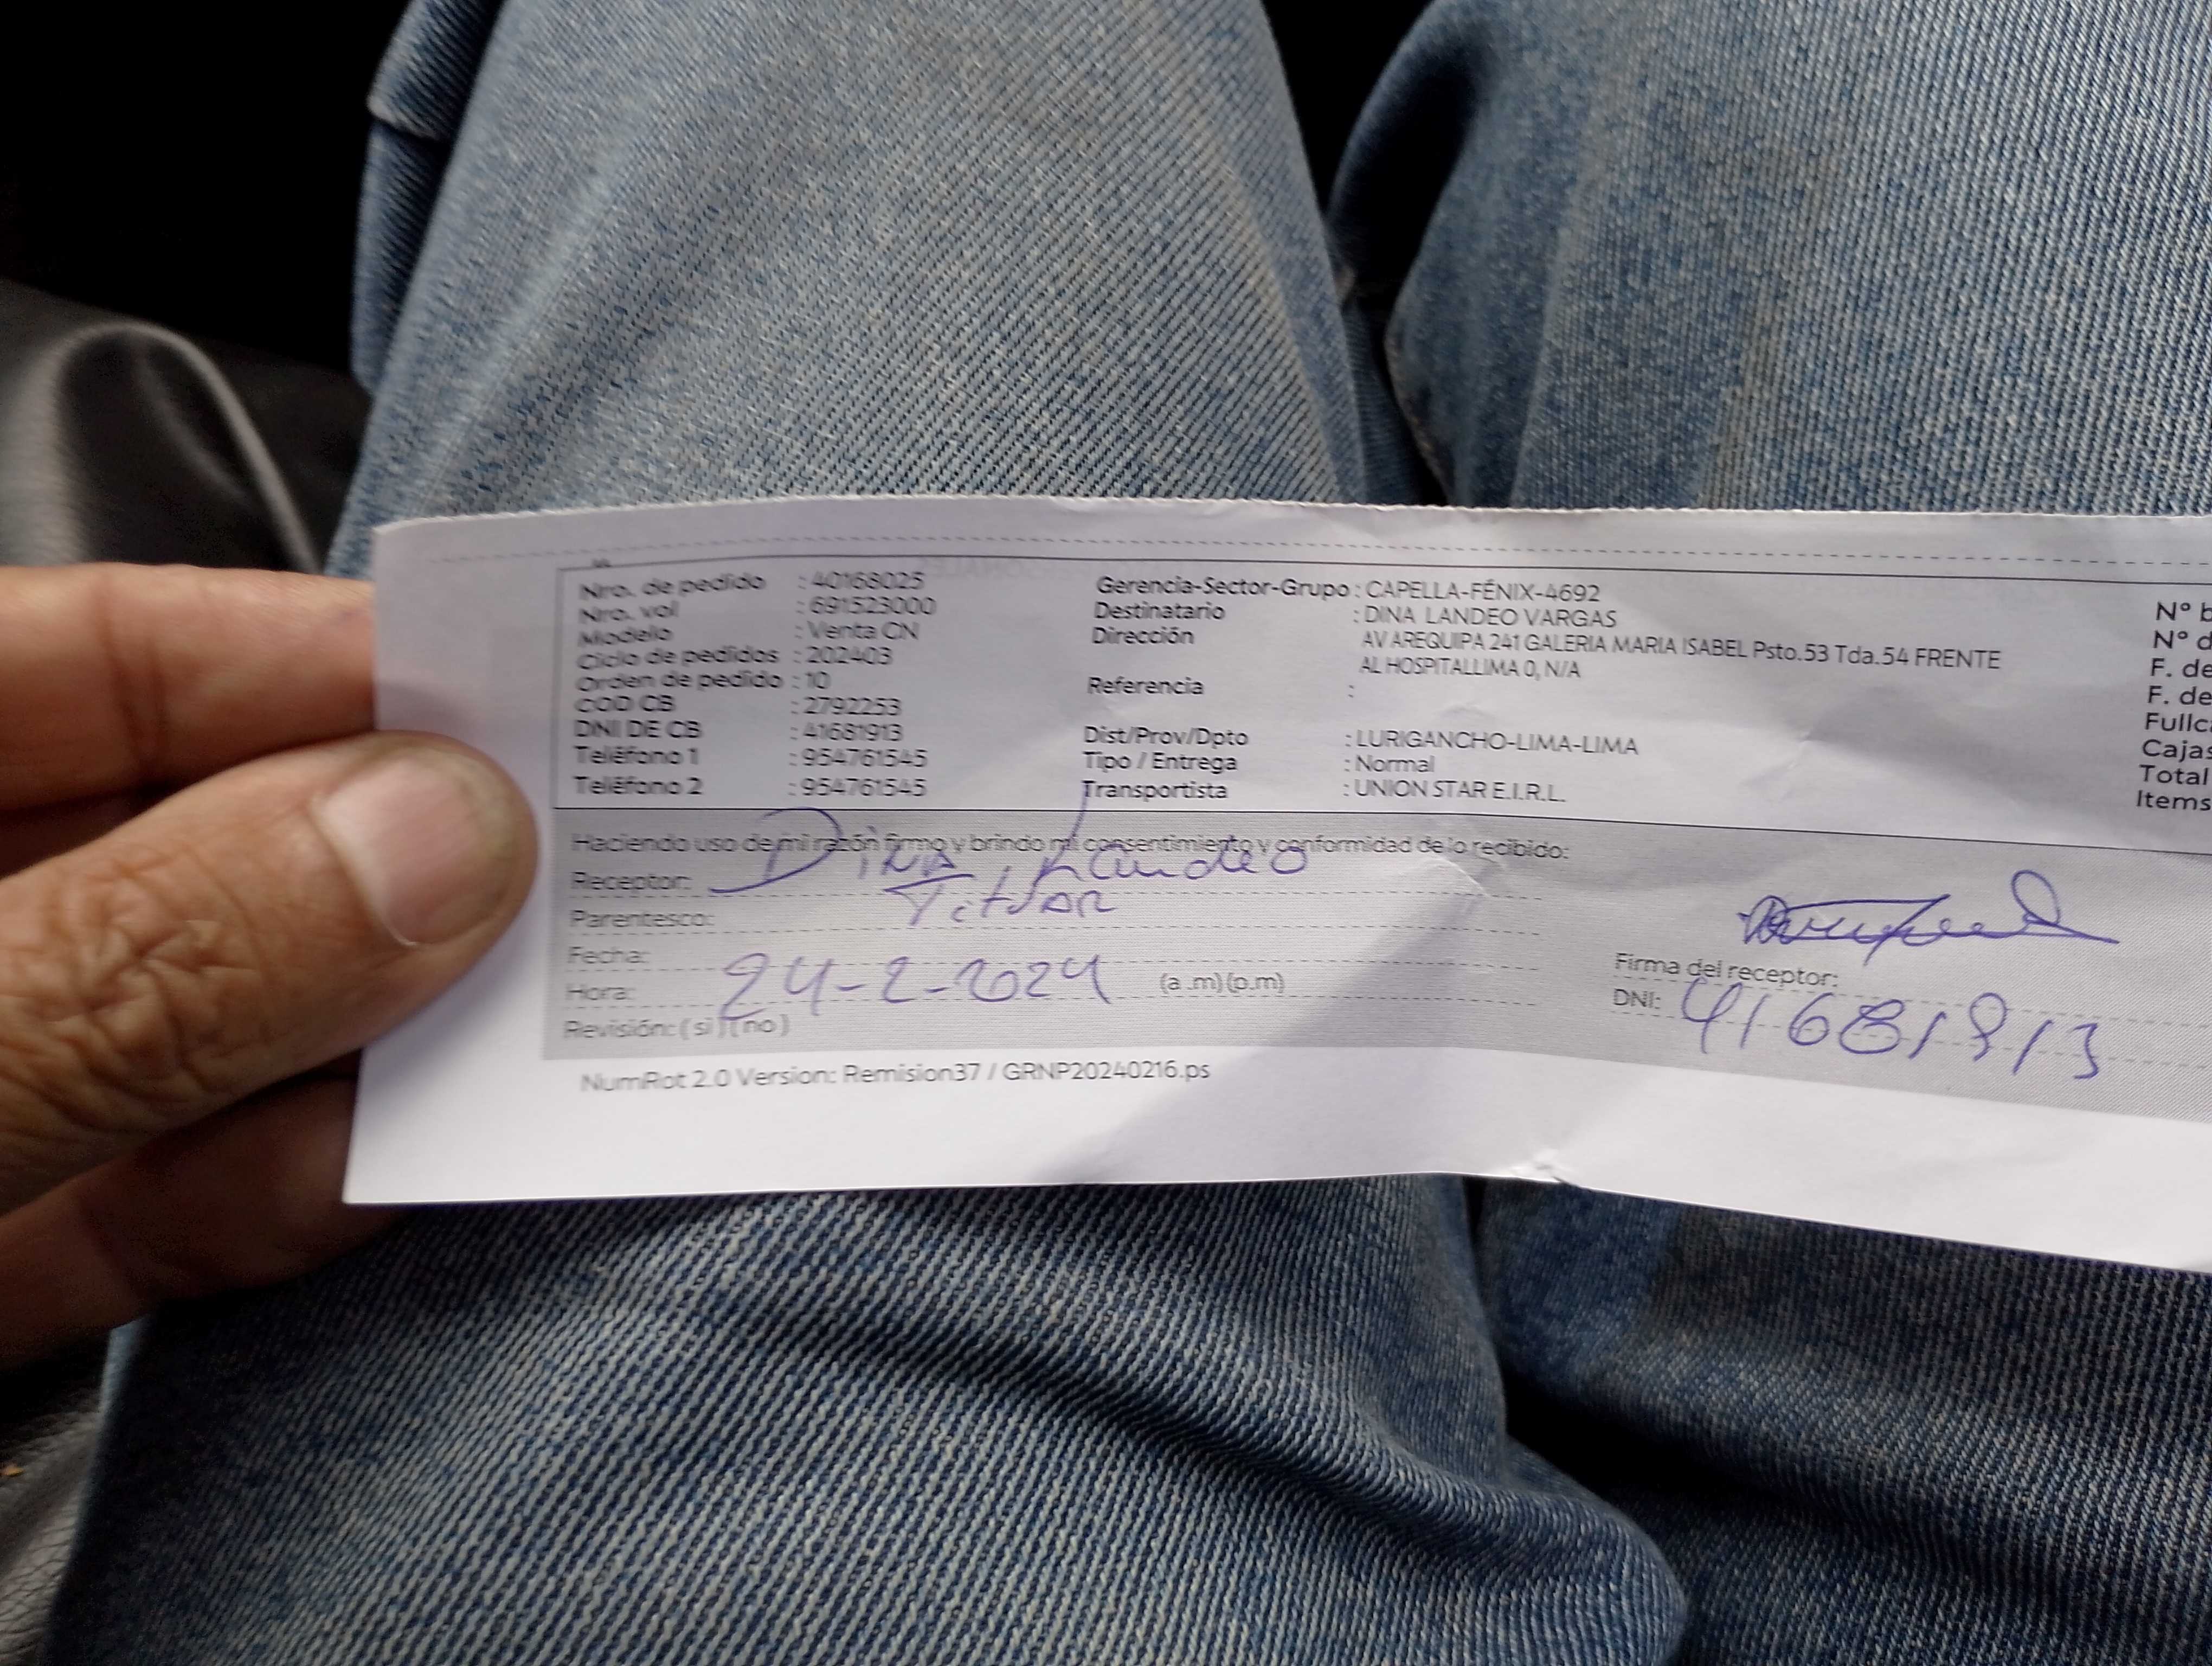 Nro. de pedido : 40168025
Nro. vol : 691523000
Modelo : Venta CN
Ciclo de pedidos : 202403
Orden de pedido : 10
COD CB : 2792253
DNI DE CB : 41681913
Teléfono 1 : 954761545
Teléfono 2 : 954761545
Gerencia-Sector-Grupo : CAPELLA-FÉNIX-4692
Destinatario : DINA LANDEO VARGAS
Dirección AV AREQUIPA 241 GALERIA MARIA ISABEL Psto.53 Tda.54 FRENTE
AL HOSPITALLIMA 0, N/A
Referencia :
Dist/Prov/Dpto : LURIGANCHO-LIMA-LIMA
Tipo / Entrega : Normal
Transportista : UNION STAR E.I.R.L.
N° b
N° d
F. de
F. de
Fullc
Cajas
Total
Items
Haciendo uso de mi razón firmo y brindo mi consentimiento y conformidad de lo recibido:
Receptor: DINA Landeo
Parentesco: Titular
Fecha: 24-2-2024
Hora: (a.m)(p.m)
Revisión: (si) (no)
Firma del receptor:
DNI: 41681913
NumRot 2.0 Version: Remision37 / GRNP20240216.ps